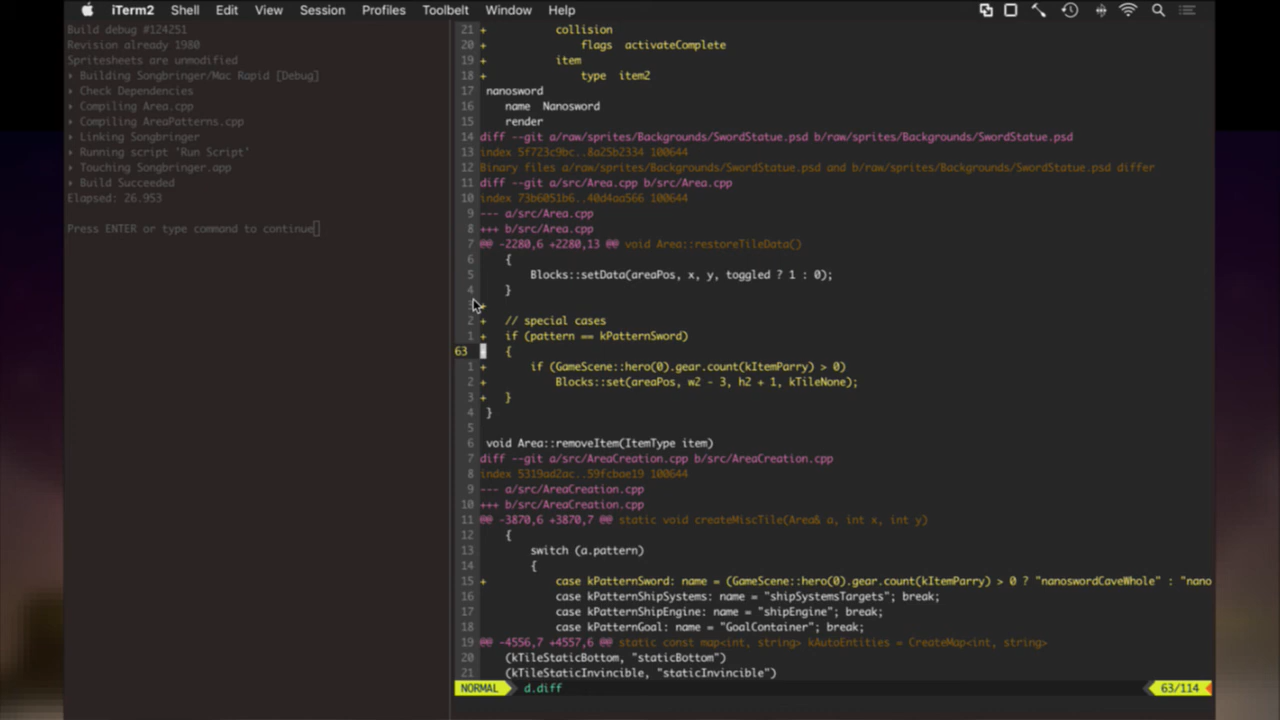 iTerm2 Shell Edit View Session Profiles Toolbelt Window Help
Build debug #124251
Revision already 1980
Spritesheets are unmodified
▸ Building Songbringer/Mac Rapid [Debug]
▸ Check Dependencies
▸ Compiling Area.cpp
▸ Compiling AreaPatterns.cpp
▸ Linking Songbringer
▸ Running script 'Run Script'
▸ Touching Songbringer.app
▸ Build Succeeded
Elapsed: 26.953
Press ENTER or type command to continue
21 + collision
20 + flags activateComplete
19 + item
18 + type item2
17 nanosword
16 name Nanosword
15 render
14 diff --git a/raw/sprites/Backgrounds/SwordStatue.psd b/raw/sprites/Backgrounds/SwordStatue.psd
13 index 5f723c9bc..8a25b2334 100644
12 Binary files a/raw/sprites/Backgrounds/SwordStatue.psd and b/raw/sprites/Backgrounds/SwordStatue.psd differ
11 diff --git a/src/Area.cpp b/src/Area.cpp
10 index 73b6051b6..40d4aa566 100644
9 --- a/src/Area.cpp
8 +++ b/src/Area.cpp
7 @@ -2280,6 +2280,13 @@ void Area::restoreTileData()
6 {
5 Blocks::setData(areaPos, x, y, toggled ? 1 : 0);
4 }
3 +
2 + // special cases
1 + if (pattern == kPatternSword)
63 + {
1 + if (GameScene::hero(0).gear.count(kItemParry) > 0)
2 + Blocks::set(areaPos, w2 - 3, h2 + 1, kTileNone);
3 + }
4 }
5
6 void Area::removeItem(ItemType item)
7 diff --git a/src/AreaCreation.cpp b/src/AreaCreation.cpp
8 index 5319ad2ac..59fcbae19 100644
9 --- a/src/AreaCreation.cpp
10 +++ b/src/AreaCreation.cpp
11 @@ -3870,6 +3870,7 @@ static void createMiscTile(Area& a, int x, int y)
12 {
13 switch (a.pattern)
14 {
15 + case kPatternSword: name = (GameScene::hero(0).gear.count(kItemParry) > 0 ? "nanoswordCaveWhole" : "nano
16 case kPatternShipSystems: name = "shipSystemsTargets"; break;
17 case kPatternShipEngine: name = "shipEngine"; break;
18 case kPatternGoal: name = "GoalContainer"; break;
19 @@ -4556,7 +4557,6 @@ static const map<int, string> kAutoEntities = CreateMap<int, string>
20 (kTileStaticBottom, "staticBottom")
21 (kTileStaticInvincible, "staticInvincible")
NORMAL d.diff 63/114